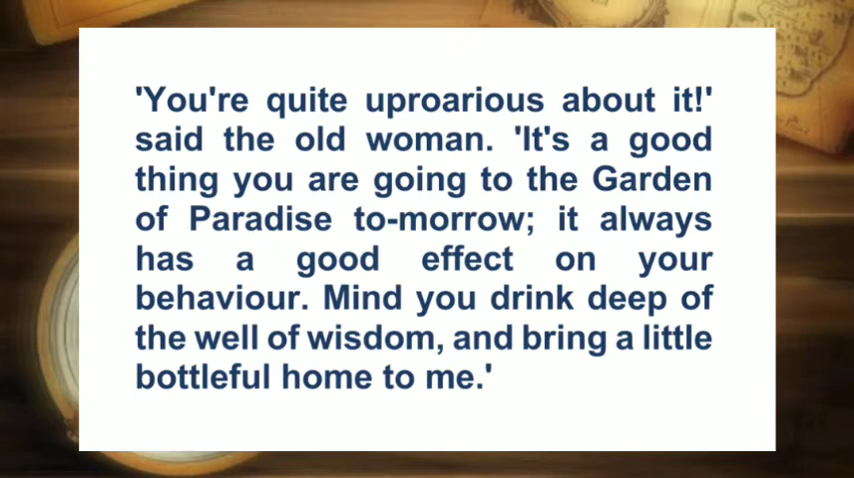 'You're quite uproarious about it!'
said the old woman. 'It's a good
thing you are going to the Garden
of Paradise to-morrow; it always
has a good effect on your
behaviour. Mind you drink deep of
the well of wisdom, and bring a little
bottleful home to me.'